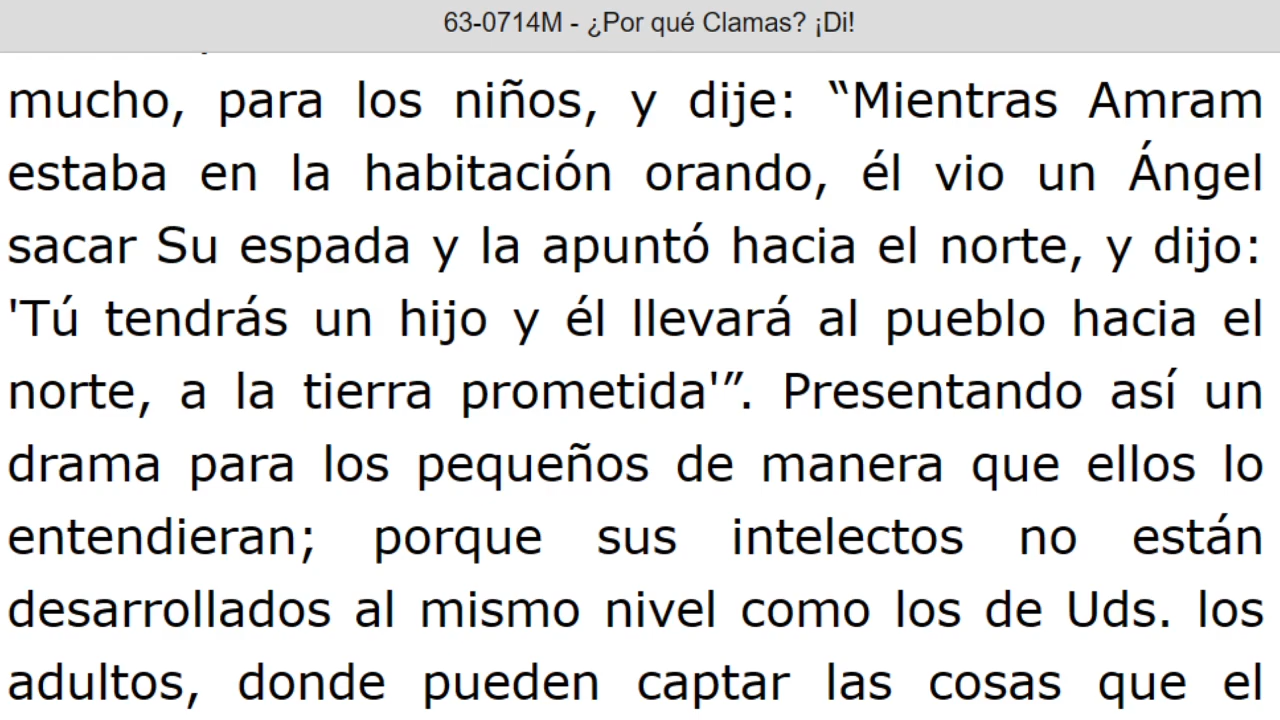 63-0714M - ¿Por qué Clamas? ¡Di!
mucho, para los niños, y dije: “Mientras Amram
estaba en la habitación orando, él vio un Ángel
sacar Su espada y la apuntó hacia el norte, y dijo:
'Tú tendrás un hijo y él llevará al pueblo hacia el
norte, a la tierra prometida'”. Presentando así un
drama para los pequeños de manera que ellos lo
entendieran; porque sus intelectos no están
desarrollados al mismo nivel como los de Uds. los
adultos, donde pueden captar las cosas que el